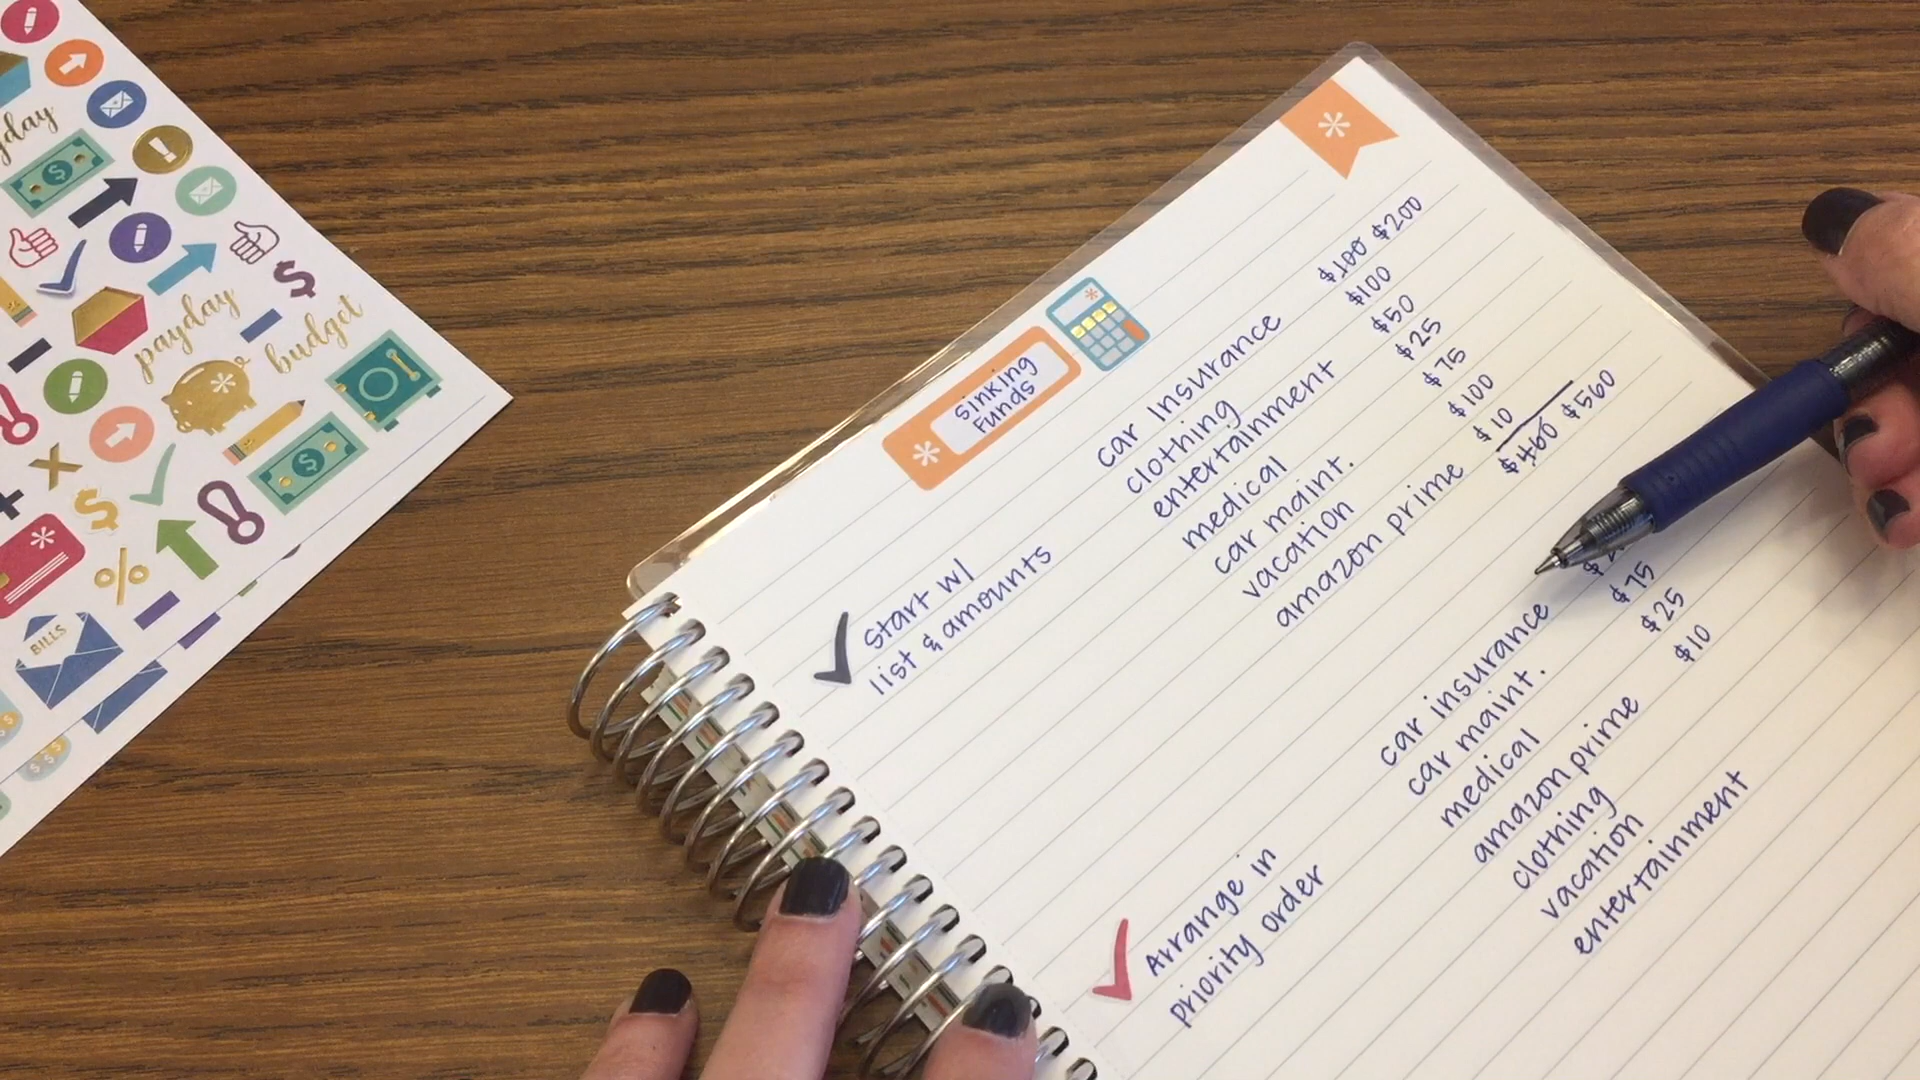 Sinking
Funds
Start w/
list & amounts
car insurance $100 $200
clothing $100
entertainment $50
medical $25
car maint. $75
vacation $100
amazon prime $10
$460 $560
Arrange in
priority order
car insurance
car maint. $75
medical $25
amazon prime $10
clothing
vacation
entertainment
payday
budget
BILLS